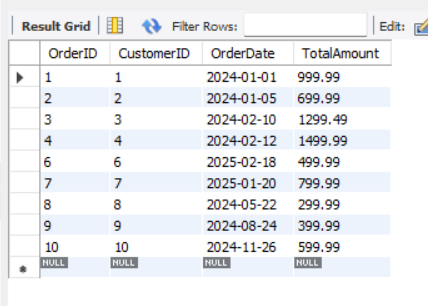 Result Grid Filter Rows: Edit:
OrderID CustomerID OrderDate TotalAmount
1 1 2024-01-01 999.99
2 2 2024-01-05 699.99
3 3 2024-02-10 1299.49
4 4 2024-02-12 1499.99
6 6 2025-02-18 499.99
7 7 2025-01-20 799.99
8 8 2024-05-22 299.99
9 9 2024-08-24 399.99
10 10 2024-11-26 599.99
NULL NULL NULL NULL